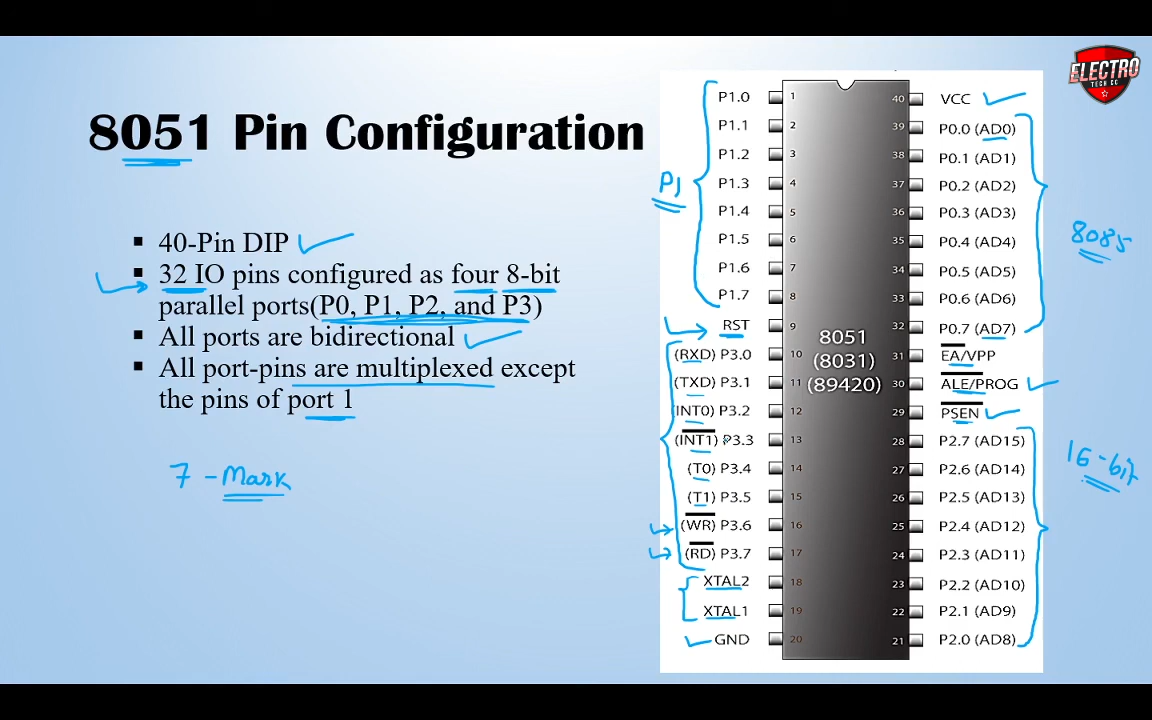 ELECTRO
TECH CO
8051 Pin Configuration
40-Pin DIP
32 IO pins configured as four 8-bit
parallel ports(P0, P1, P2, and P3)
All ports are bidirectional
All port-pins are multiplexed except
the pins of port 1
7 - Mark
P1
P1.0 1
P1.1 2
P1.2 3
P1.3 4
P1.4 5
P1.5 6
P1.6 7
P1.7 8
RST 9
(RXD) P3.0 10
(TXD) P3.1 11
(INT0) P3.2 12
(INT1) P3.3 13
(T0) P3.4 14
(T1) P3.5 15
(WR) P3.6 16
(RD) P3.7 17
XTAL2 18
XTAL1 19
GND 20
8051
(8031)
(89420)
40 VCC
39 P0.0 (AD0)
38 P0.1 (AD1)
37 P0.2 (AD2)
36 P0.3 (AD3)
35 P0.4 (AD4)
34 P0.5 (AD5)
33 P0.6 (AD6)
32 P0.7 (AD7)
31 EA/VPP
30 ALE/PROG
29 PSEN
28 P2.7 (AD15)
27 P2.6 (AD14)
26 P2.5 (AD13)
25 P2.4 (AD12)
24 P2.3 (AD11)
23 P2.2 (AD10)
22 P2.1 (AD9)
21 P2.0 (AD8)
8085
16-bit